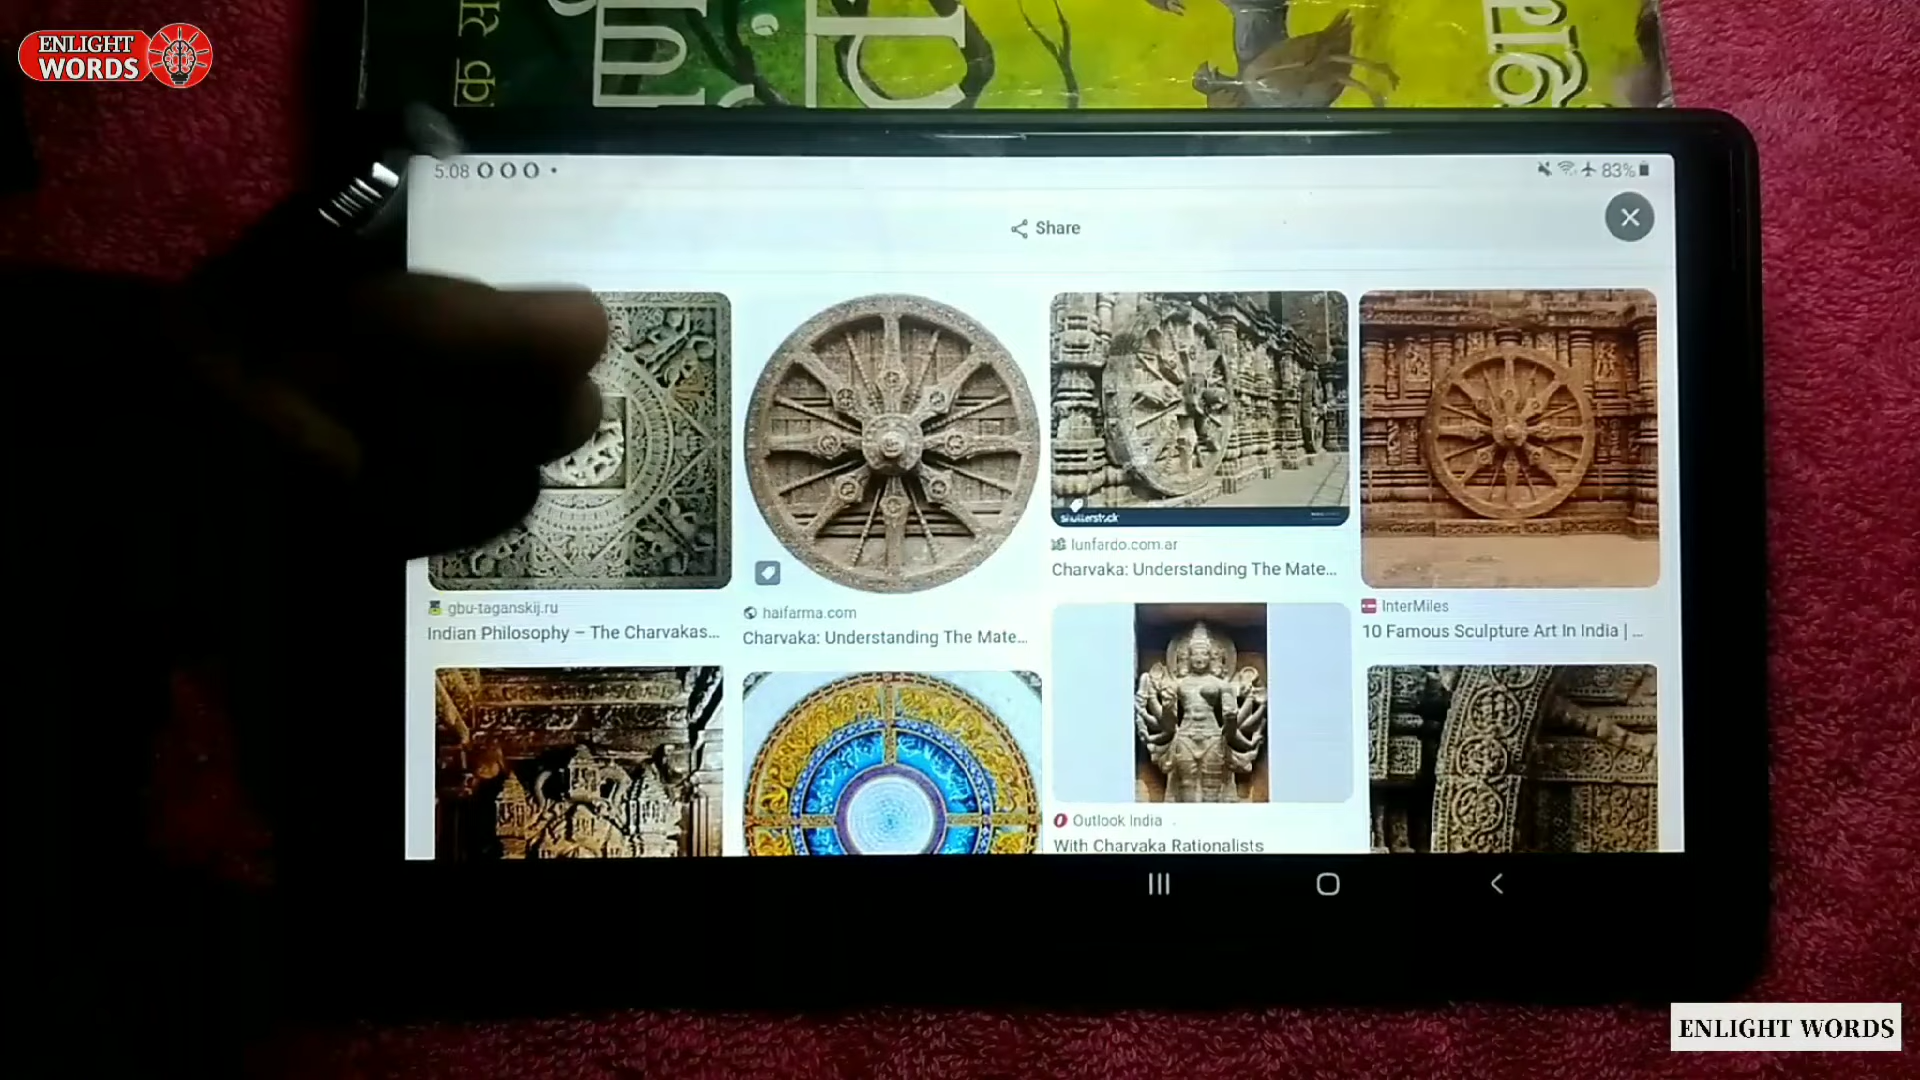 ENLIGHT
WORDS
क स
5:08
83%
Share
gbu-taganskij.ru
Indian Philosophy – The Charvakas...
haifarma.com
Charvaka: Understanding The Mate...
shutterstock
lunfardo.com.ar
Charvaka: Understanding The Mate...
InterMiles
10 Famous Sculpture Art In India | ...
Outlook India
With Charvaka Rationalists
ENLIGHT WORDS